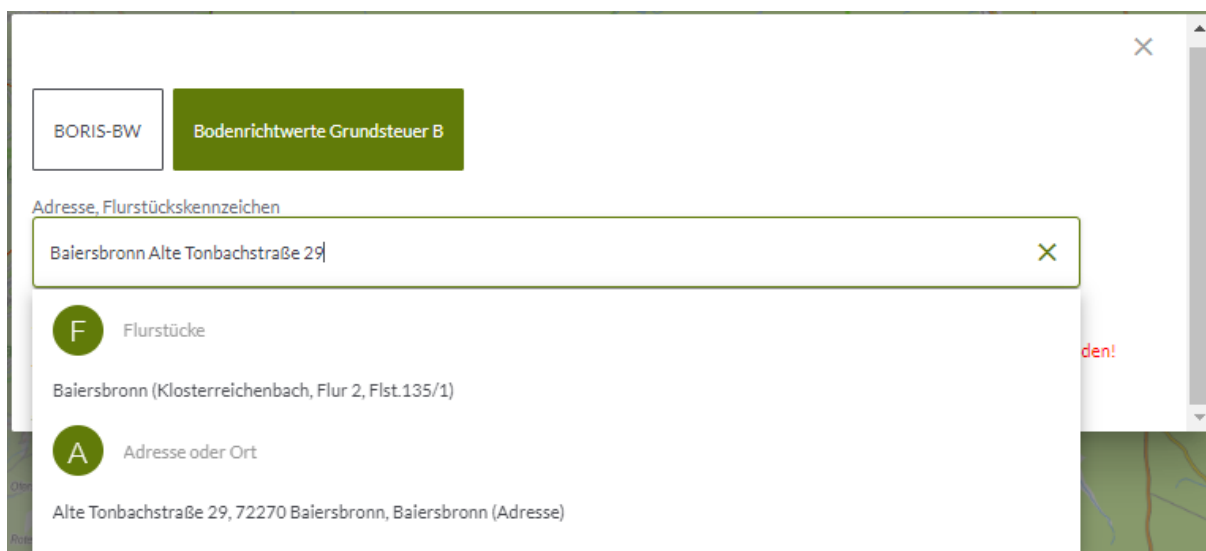 BORIS-BW
Bodenrichtwerte Grundsteuer B
Adresse, Flurstückskennzeichen
Baiersbronn Alte Tonbachstraße 29
F Flurstücke
den!
Baiersbronn (Klosterreichenbach, Flur 2, Flst.135/1)
A Adresse oder Ort
Alte Tonbachstraße 29, 72270 Baiersbronn, Baiersbronn (Adresse)